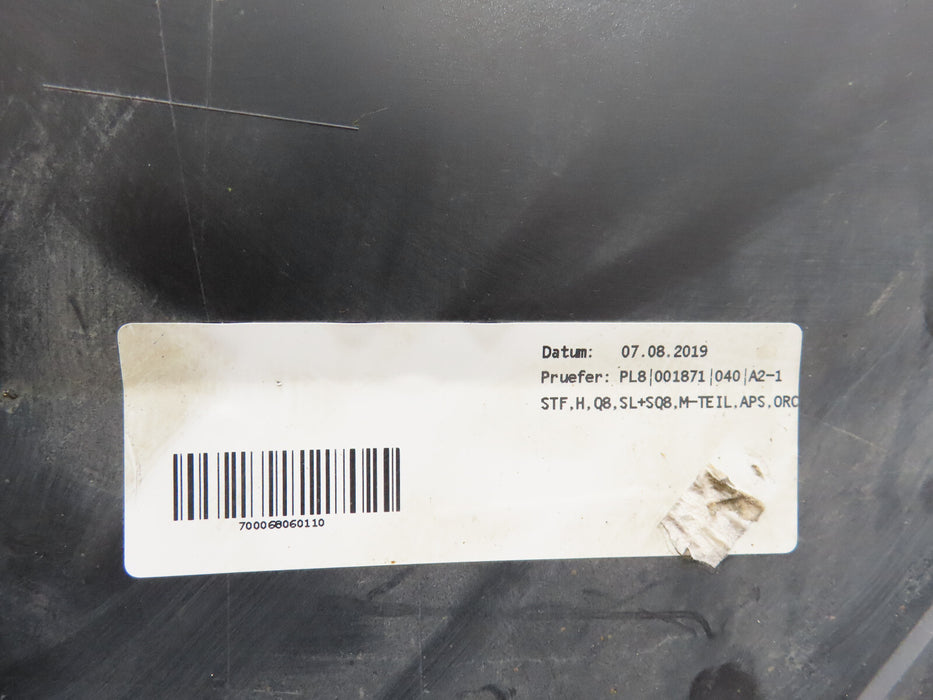 Datum: 07.08.2019
Pruefer: PL8|001871|040|A2-1
STF,H,Q8,SL+SQ8,M-TEIL,APS,ORC
700068060110